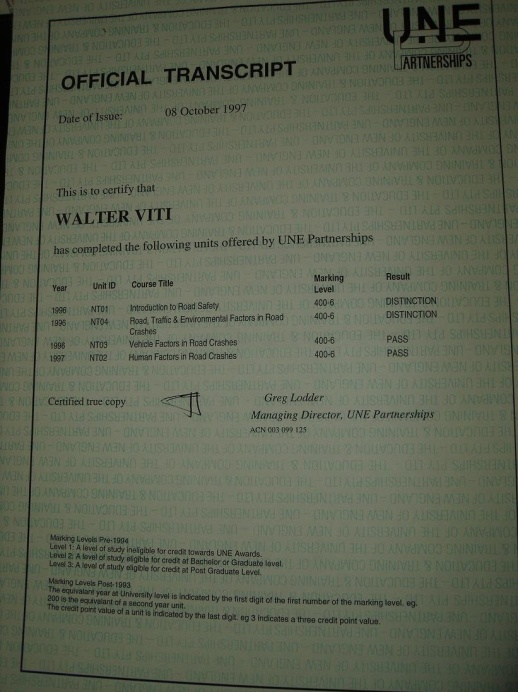 UNE
PARTNERSHIPS
OFFICIAL TRANSCRIPT
Date of Issue: 08 October 1997
This is to certify that
WALTER VITI
has completed the following units offered by UNE Partnerships
Year Unit ID Course Title Marking Level Result
1996 NT01 Introduction to Road Safety 400-6 DISTINCTION
1996 NT04 Road, Traffic & Environmental Factors in Road Crashes 400-6 DISTINCTION
1996 NT03 Vehicle Factors in Road Crashes 400-6 PASS
1997 NT02 Human Factors in Road Crashes 400-6 PASS
Certified true copy
Greg Lodder
Managing Director, UNE Partnerships
ACN 003 099 125
Marking Levels Pre-1994
Level 1: A level of study ineligible for credit towards UNE Awards.
Level 2: A level of study eligible for credit at Bachelor or Graduate level.
Level 3: A level of study eligible for credit at Post Graduate Level.
Marking Levels Post-1993
The equivalant year at University level is indicated by the first digit of the first number of the marking level. eg.
200 is the equivalant of a second year unit.
The credit point value of a unit is indicated by the last digit. eg 3 indicates a three credit point value.